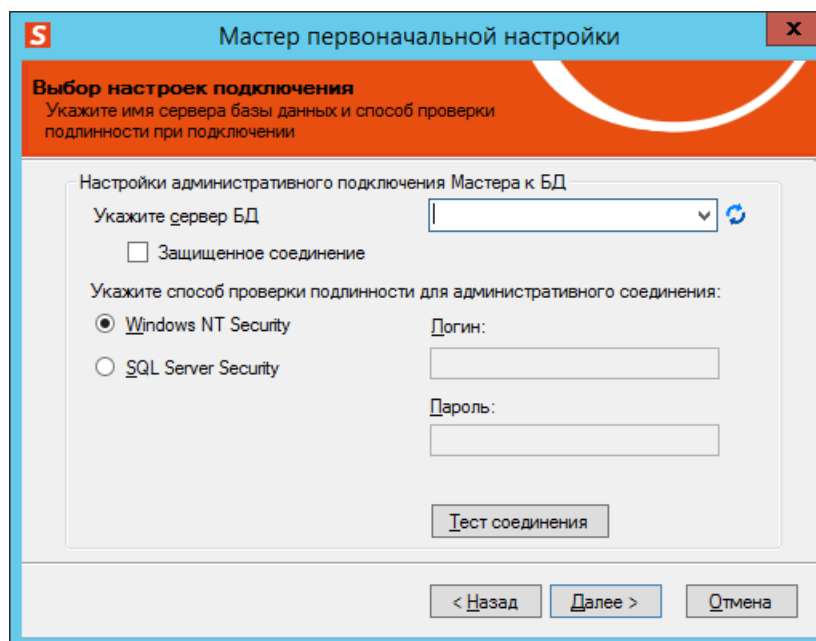 S
Мастер первоначальной настройки
x
Выбор настроек подключения
Укажите имя сервера базы данных и способ проверки
подлинности при подключении
Настройки административного подключения Мастера к БД
Укажите сервер БД
Защищенное соединение
Укажите способ проверки подлинности для административного соединения:
Windows NT Security
Логин:
SQL Server Security
Пароль:
Тест соединения
< Назад
Далее >
Отмена